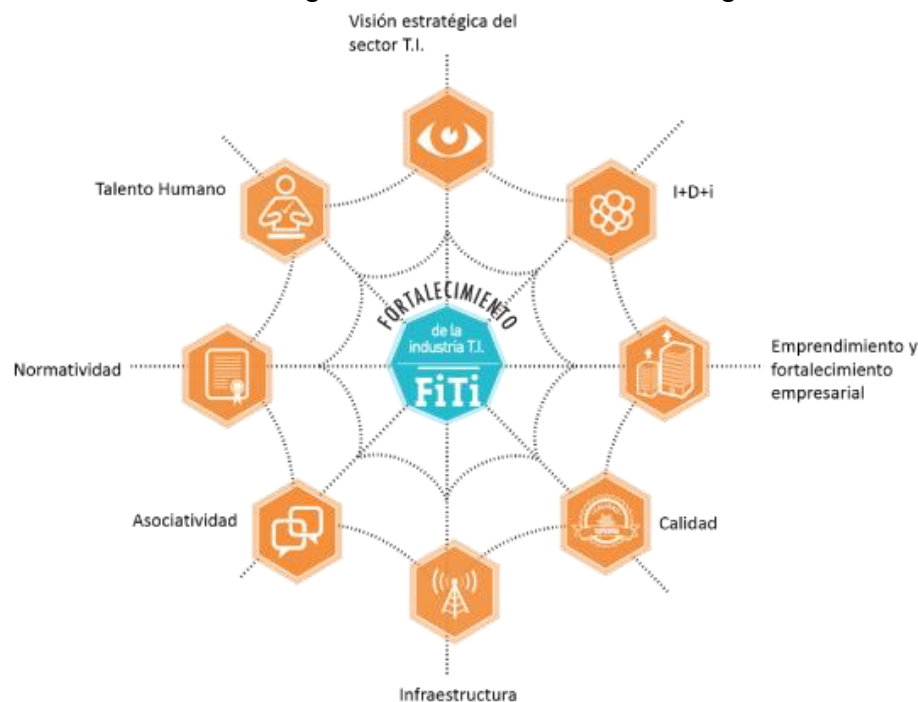 Visión estratégica del
sector T.I.
Talento Humano
I+D+i
FORTALECIMIENTO
de la
industria T.I.
FiTi
Normatividad
Emprendimiento y
fortalecimiento
empresarial
Asociatividad
Calidad
Infraestructura